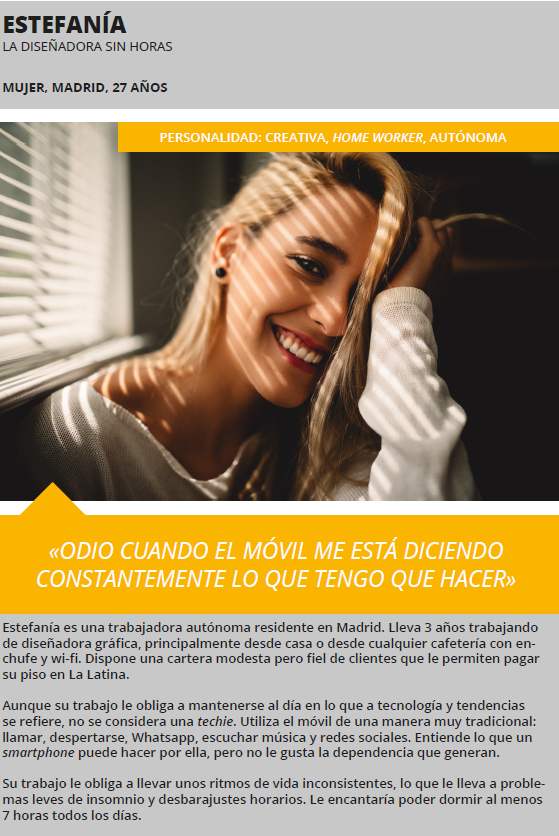 ESTEFANÍA
LA DISEÑADORA SIN HORAS
MUJER, MADRID, 27 AÑOS
PERSONALIDAD: CREATIVA, HOME WORKER, AUTÓNOMA
«ODIO CUANDO EL MÓVIL ME ESTÁ DICIENDO
CONSTANTEMENTE LO QUE TENGO QUE HACER»
Estefanía es una trabajadora autónoma residente en Madrid. Lleva 3 años trabajando
de diseñadora gráfica, principalmente desde casa o desde cualquier cafetería con en-
chufe y wi-fi. Dispone una cartera modesta pero fiel de clientes que le permiten pagar
su piso en La Latina.
Aunque su trabajo le obliga a mantenerse al día en lo que a tecnología y tendencias
se refiere, no se considera una techie. Utiliza el móvil de una manera muy tradicional:
llamar, despertarse, Whatsapp, escuchar música y redes sociales. Entiende lo que un
smartphone puede hacer por ella, pero no le gusta la dependencia que generan.
Su trabajo le obliga a llevar unos ritmos de vida inconsistentes, lo que le lleva a proble-
mas leves de insomnio y desbarajustes horarios. Le encantaría poder dormir al menos
7 horas todos los días.